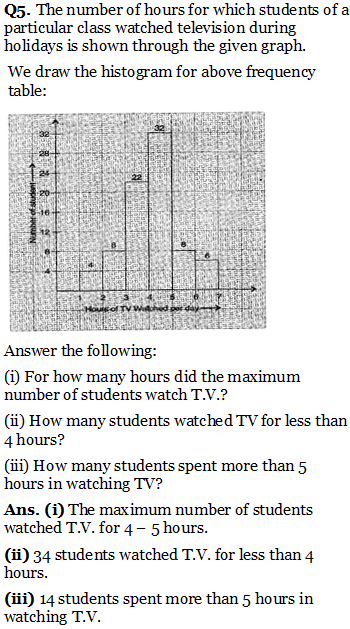 Q5. The number of hours for which students of a
particular class watched television during
holidays is shown through the given graph.
We draw the histogram for above frequency
table:
32
28
24
20
16
12
8
4
Number of student
4
8
22
32
8
6
1 2 3 4 5 6 7
Hours of TV Watched per day
Answer the following:
(i) For how many hours did the maximum
number of students watch T.V.?
(ii) How many students watched TV for less than
4 hours?
(iii) How many students spent more than 5
hours in watching TV?
Ans. (i) The maximum number of students
watched T.V. for 4 – 5 hours.
(ii) 34 students watched T.V. for less than 4
hours.
(iii) 14 students spent more than 5 hours in
watching T.V.